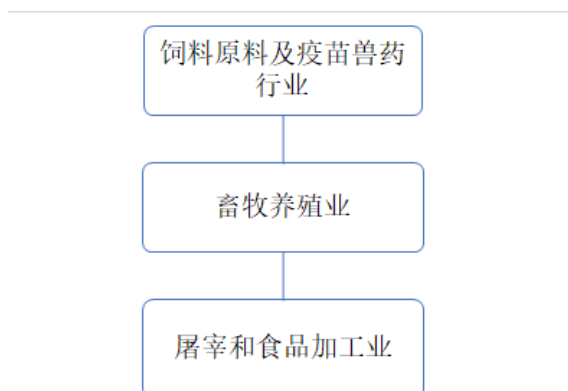 饲料原料及疫苗兽药
行业
畜牧养殖业
屠宰和食品加工业